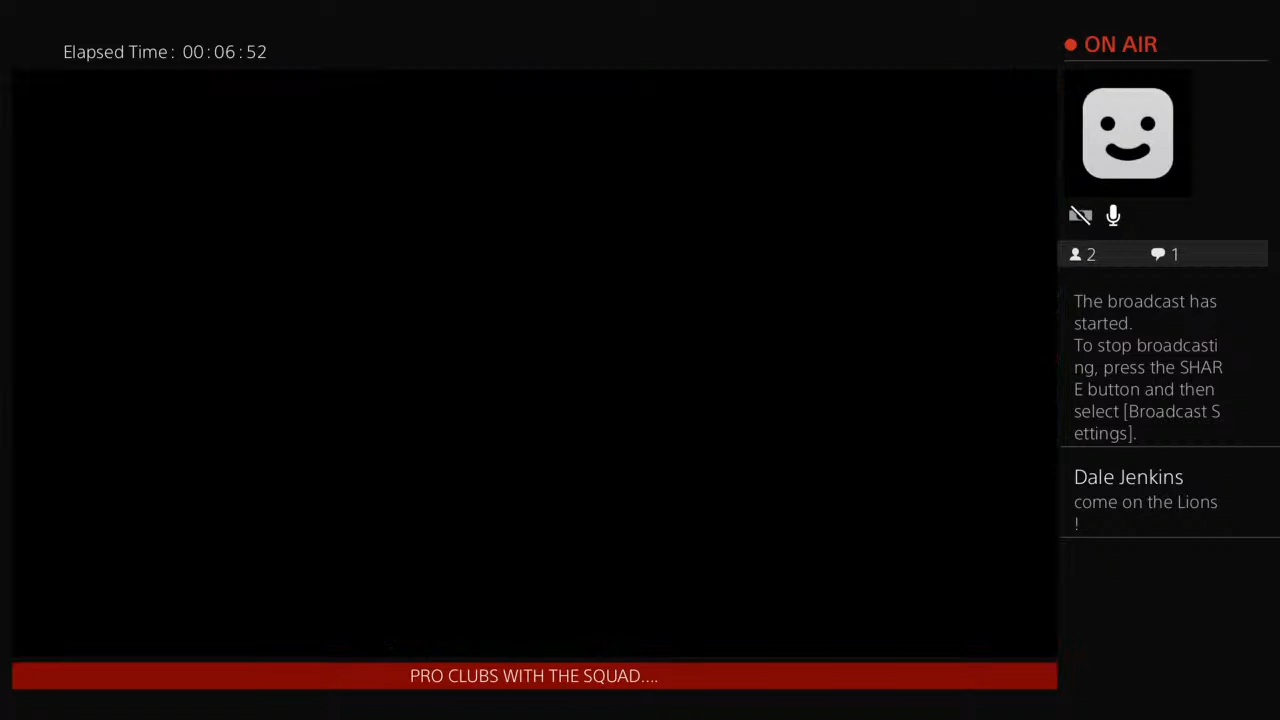 Elapsed Time: 00:06:52
ON AIR
2 1
The broadcast has
started.
To stop broadcasti
ng, press the SHAR
E button and then
select [Broadcast S
ettings].
Dale Jenkins
come on the Lions
!
PRO CLUBS WITH THE SQUAD....